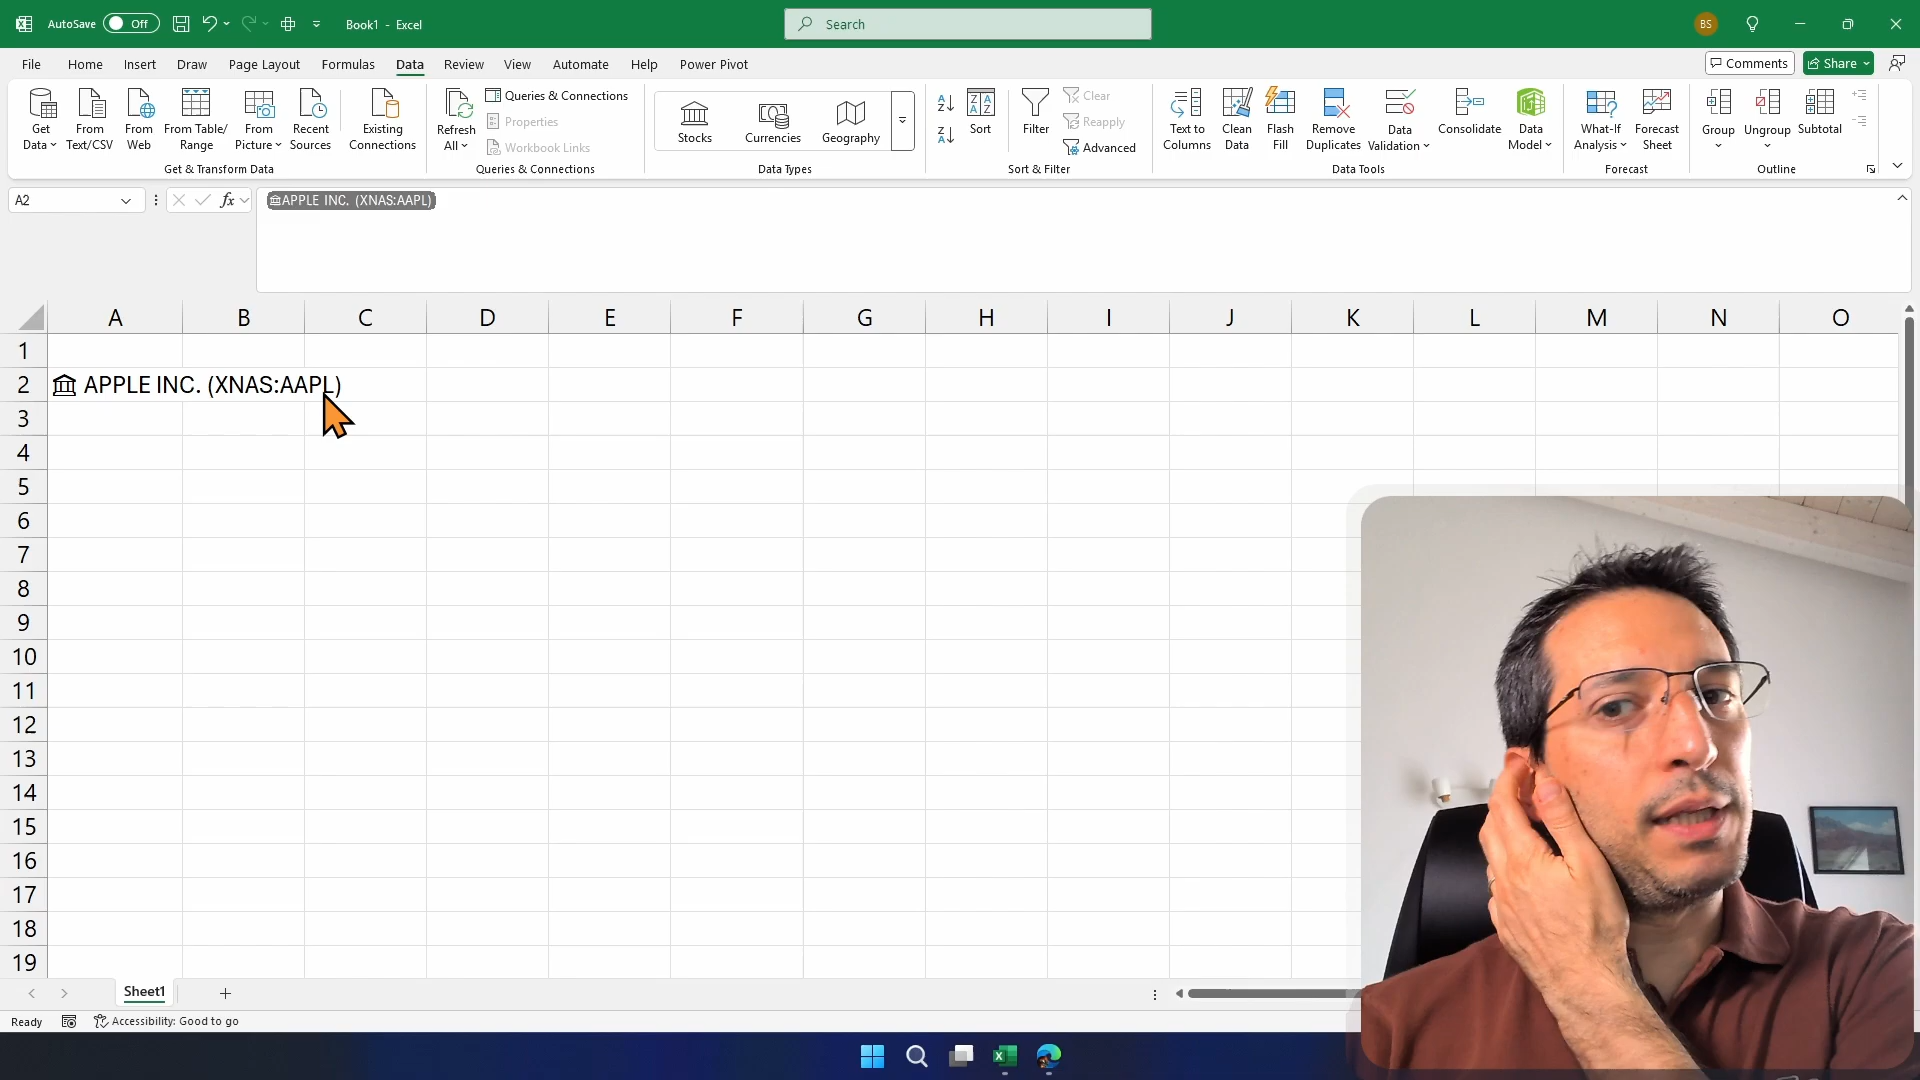 AutoSave Off Book1 - Excel Search BS
File Home Insert Draw Page Layout Formulas Data Review View Automate Help Power Pivot Comments Share
Get Data From Text/CSV From Web From Table/ Range From Picture Recent Sources Existing Connections
Get & Transform Data
Refresh All Queries & Connections
Properties
Workbook Links
Queries & Connections
Stocks Currencies Geography
Data Types
Sort Filter Clear
Reapply
Advanced
Sort & Filter
Text to Columns Clean Data Flash Fill Remove Duplicates Data Validation Consolidate Data Model
Data Tools
What-If Analysis Forecast Sheet
Forecast
Group Ungroup Subtotal
Outline
A2 fx APPLE INC. (XNAS:AAPL)
A B C D E F G H I J K L M N O
1
2 APPLE INC. (XNAS:AAPL)
3
4
5
6
7
8
9
10
11
12
13
14
15
16
17
18
19
Sheet1
Ready Accessibility: Good to go